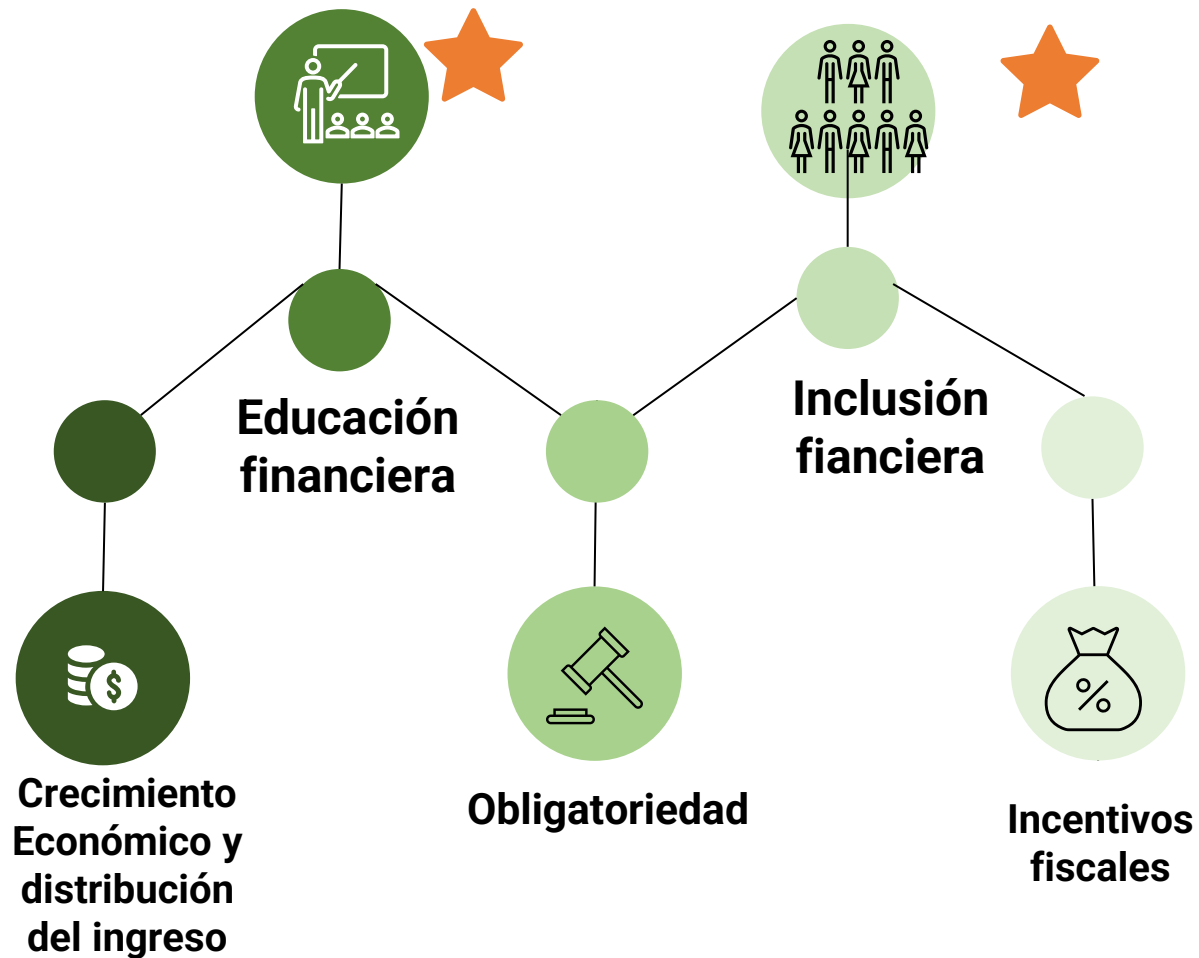 Educación
financiera
Inclusión
fianciera
Crecimiento
Económico y
distribución
del ingreso
Obligatoriedad
Incentivos
fiscales